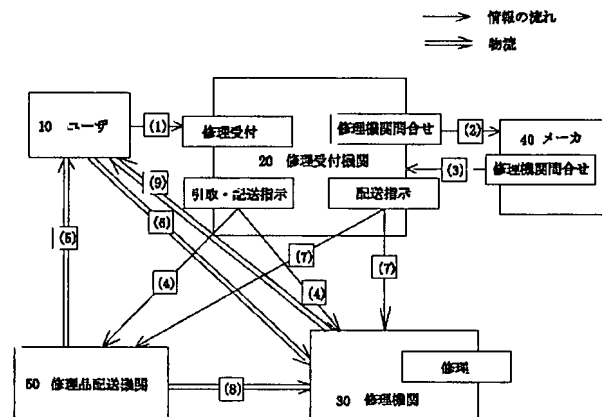 情報の流れ
物流
10 ユーザ
(1)
修理受付
修理機関問合せ
(2)
40 メーカ
20 修理受付機関
(3)
修理機関問合せ
(9)
引取・記送指示
配送指示
(5)
(6)
(7)
(7)
(4)
(4)
50 修理品配送機関
(8)
修理
30 修理機関